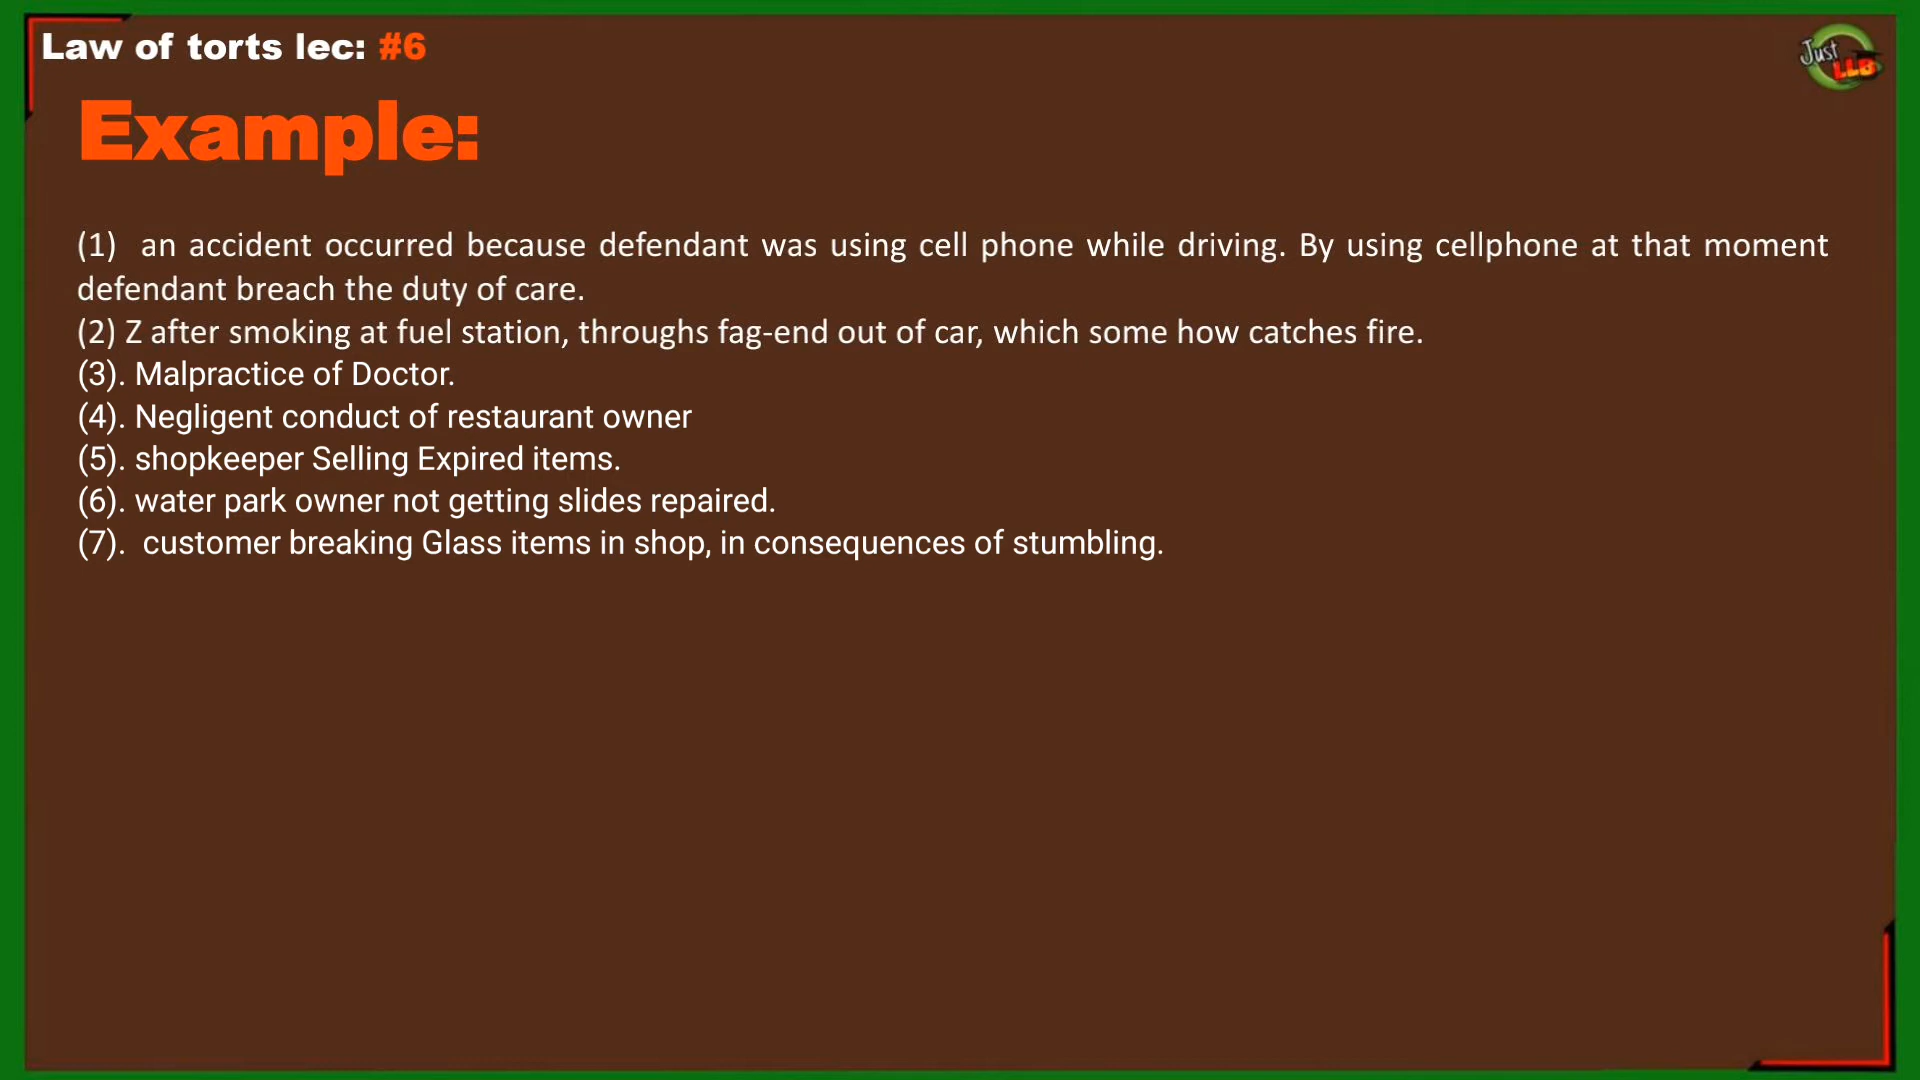 Law of torts lec: #6
Just
LLB
Example:
(1) an accident occurred because defendant was using cell phone while driving. By using cellphone at that moment
defendant breach the duty of care.
(2) Z after smoking at fuel station, throughs fag-end out of car, which some how catches fire.
(3). Malpractice of Doctor.
(4). Negligent conduct of restaurant owner
(5). shopkeeper Selling Expired items.
(6). water park owner not getting slides repaired.
(7). customer breaking Glass items in shop, in consequences of stumbling.